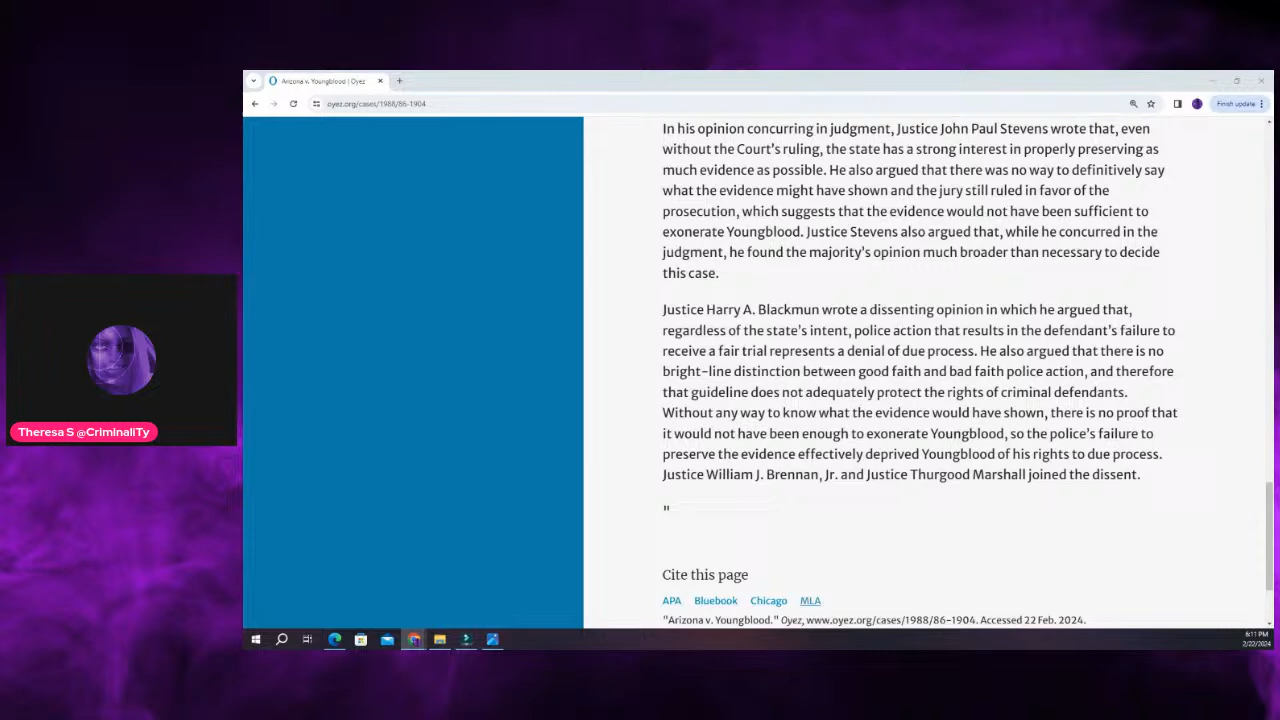 Arizona v. Youngblood | Oyez
oyez.org/cases/1988/86-1904
Finish update
In his opinion concurring in judgment, Justice John Paul Stevens wrote that, even
without the Court's ruling, the state has a strong interest in properly preserving as
much evidence as possible. He also argued that there was no way to definitively say
what the evidence might have shown and the jury still ruled in favor of the
prosecution, which suggests that the evidence would not have been sufficient to
exonerate Youngblood. Justice Stevens also argued that, while he concurred in the
judgment, he found the majority's opinion much broader than necessary to decide
this case.
Justice Harry A. Blackmun wrote a dissenting opinion in which he argued that,
regardless of the state's intent, police action that results in the defendant's failure to
receive a fair trial represents a denial of due process. He also argued that there is no
bright-line distinction between good faith and bad faith police action, and therefore
that guideline does not adequately protect the rights of criminal defendants.
Without any way to know what the evidence would have shown, there is no proof that
it would not have been enough to exonerate Youngblood, so the police's failure to
preserve the evidence effectively deprived Youngblood of his rights to due process.
Justice William J. Brennan, Jr. and Justice Thurgood Marshall joined the dissent.
"
Cite this page
APA Bluebook Chicago MLA
"Arizona v. Youngblood." Oyez, www.oyez.org/cases/1988/86-1904. Accessed 22 Feb. 2024.
Theresa S @CriminaliTy
6:11 PM
2/22/2024